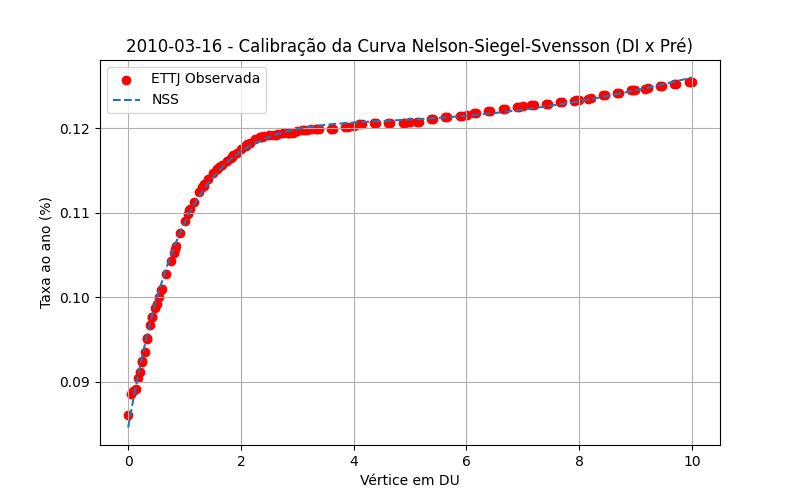 2010-03-16 - Calibração da Curva Nelson-Siegel-Svensson (DI x Pré)
ETTJ Observada
NSS
0.12
0.11
0.10
0.09
Taxa ao ano (%)
0 2 4 6 8 10
Vértice em DU